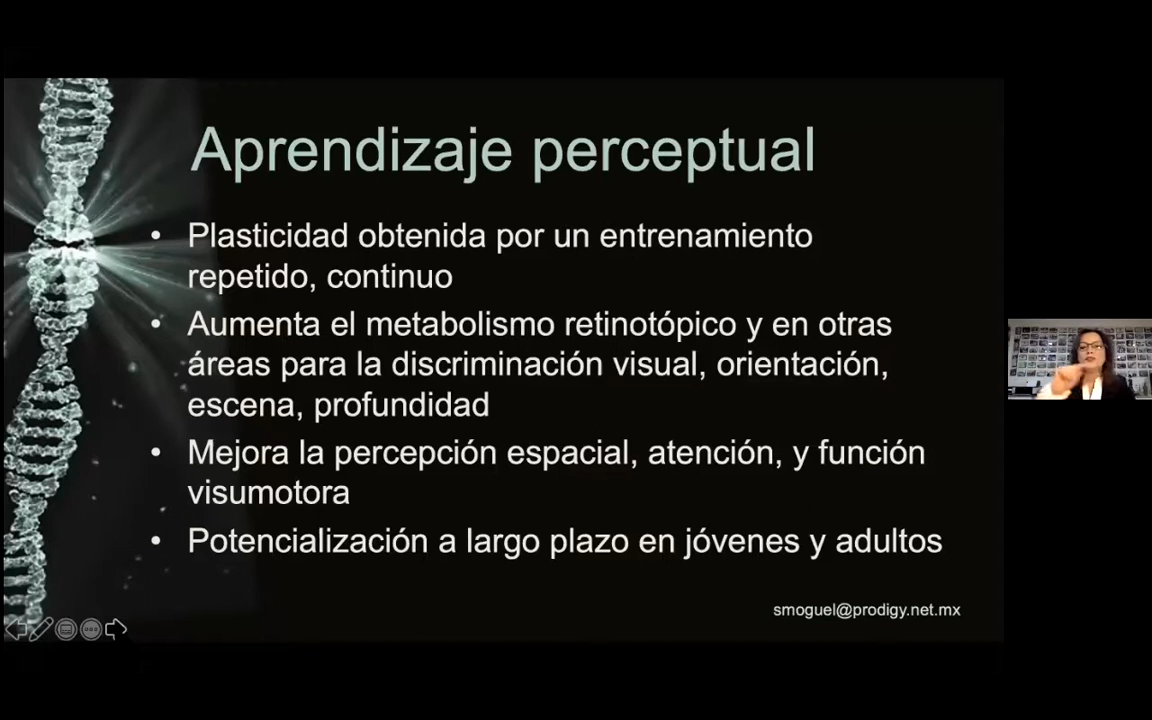 Aprendizaje perceptual
• Plasticidad obtenida por un entrenamiento
repetido, continuo
• Aumenta el metabolismo retinotópico y en otras
áreas para la discriminación visual, orientación,
escena, profundidad
• Mejora la percepción espacial, atención, y función
visumotora
• Potencialización a largo plazo en jóvenes y adultos
smoguel@prodigy.net.mx